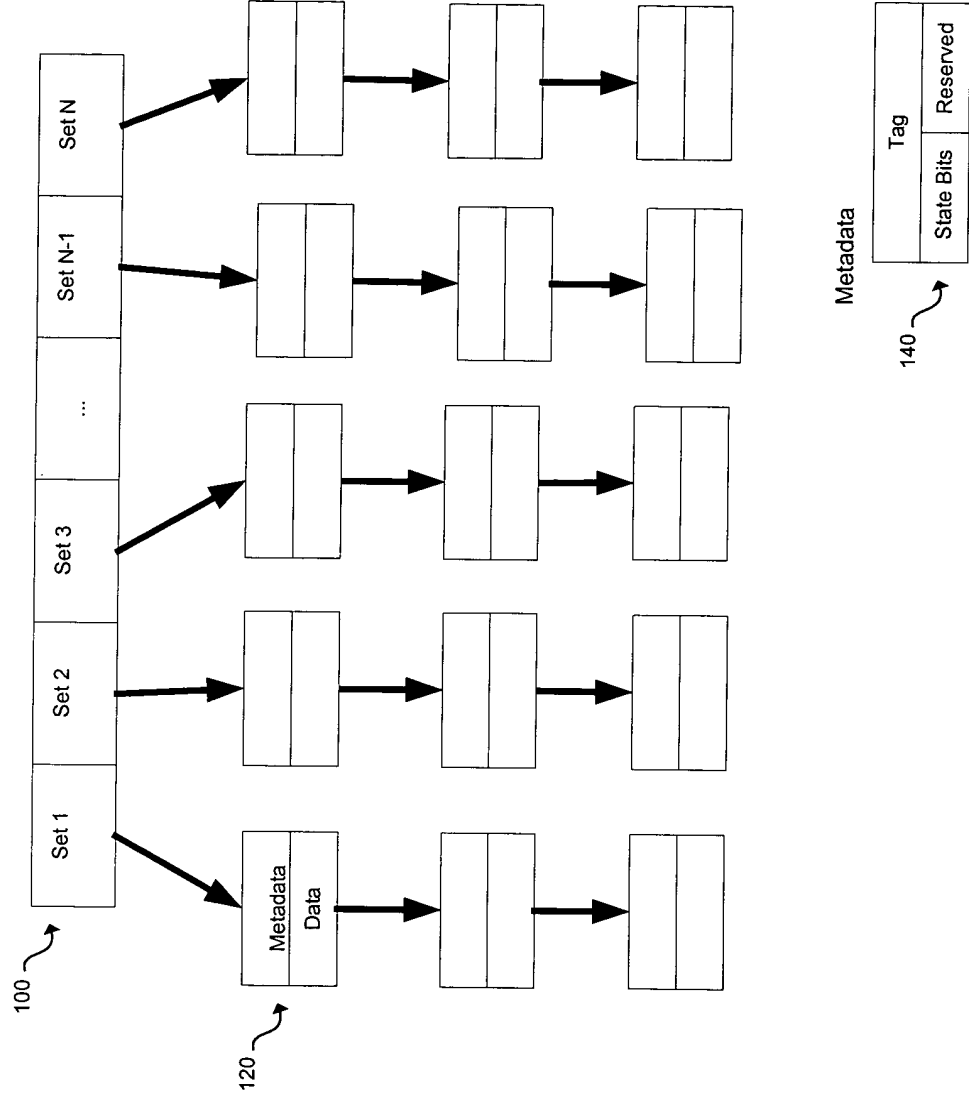 100
Set 1
Set 2
Set 3
...
Set N-1
Set N
120
Metadata
Data
Metadata
140
Tag
State Bits
Reserved